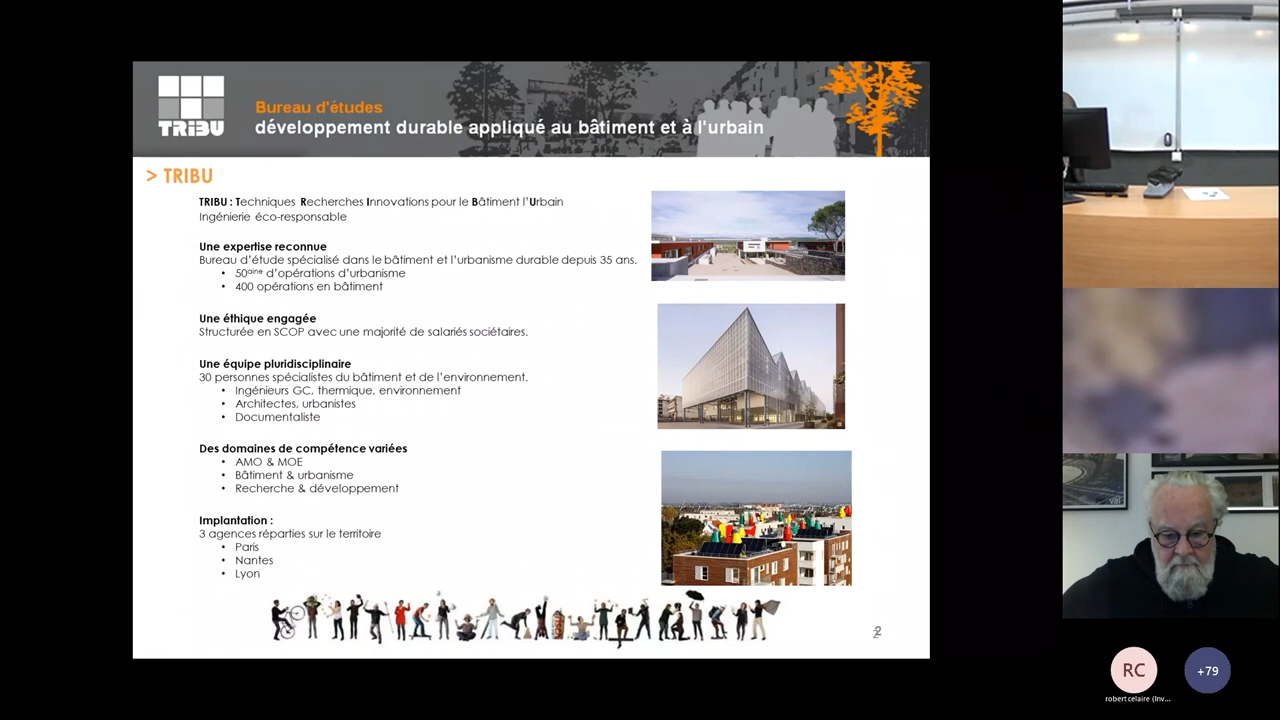 TRIBU
Bureau d'études
développement durable appliqué au bâtiment et à l'urbain
> TRIBU
TRIBU : Techniques Recherches Innovations pour le Bâtiment l'Urbain
Ingénierie éco-responsable
Une expertise reconnue
Bureau d'étude spécialisé dans le bâtiment et l'urbanisme durable depuis 35 ans.
• 50aine d'opérations d'urbanisme
• 400 opérations en bâtiment
Une éthique engagée
Structurée en SCOP avec une majorité de salariés sociétaires.
Une équipe pluridisciplinaire
30 personnes spécialistes du bâtiment et de l'environnement.
• Ingénieurs GC, thermique, environnement
• Architectes, urbanistes
• Documentaliste
Des domaines de compétence variées
• AMO & MOE
• Bâtiment & urbanisme
• Recherche & développement
Implantation :
3 agences réparties sur le territoire
• Paris
• Nantes
• Lyon
2
val
RC
+79
robert celaire (Inv...